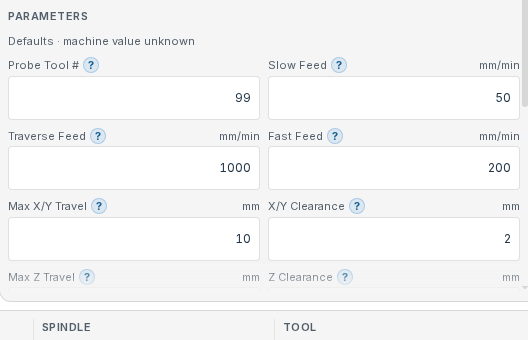 PARAMETERS
Defaults · machine value unknown
Probe Tool # ? Slow Feed ? mm/min
99 50
Traverse Feed ? mm/min Fast Feed ? mm/min
1000 200
Max X/Y Travel ? mm X/Y Clearance ? mm
10 2
Max Z Travel ? mm Z Clearance ? mm
SPINDLE TOOL